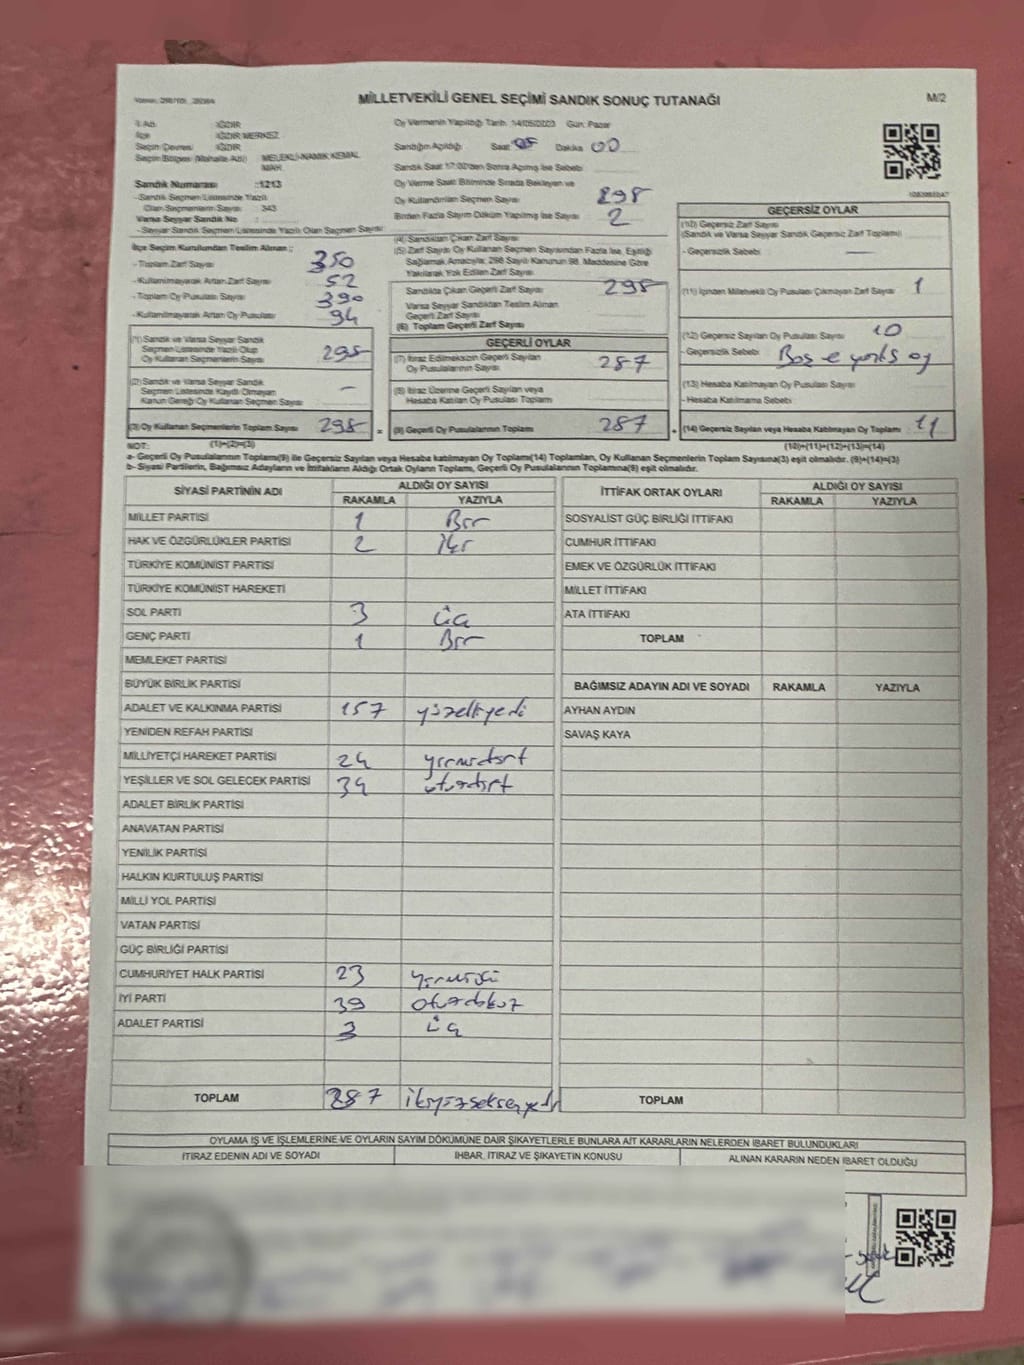 MİLLETVEKİLİ GENEL SEÇİMİ SANDIK SONUÇ TUTANAĞI
M/2
İl Adı : IĞDIR
İlçe : IĞDIR MERKEZ
Seçim Çevresi : IĞDIR
Seçim Bölgesi (Mahalle Adı) : MELEKLİ-NAMIK KEMAL MAH.
Sandık Numarası : 1213
-Sandık Seçmen Listesinde Yazılı
Olan Seçmenlerin Sayısı : 343
Varsa Seyyar Sandık No :
-Seyyar Sandık Seçmen Listesinde Yazılı Olan Seçmen Sayısı:
Oy Vermenin Yapıldığı Tarih: 14/05/2023 Gün: Pazar
Sandığın Açıldığı Saat : Dakika : 00
Sandık Saat 17:00'den Sonra Açılmış İse Sebebi :
Oy Verme Saati Bitiminde Sırada Bekleyen ve
Oy Kullandırılan Seçmen Sayısı : 298
Birden Fazla Sayım Döküm Yapılmış İse Sayısı : 2
İlçe Seçim Kurulundan Teslim Alınan ;
- Toplam Zarf Sayısı : 350
- Kullanılmayarak Artan Zarf Sayısı : 52
- Toplam Oy Pusulası Sayısı : 390
- Kullanılmayarak Artan Oy Pusulası : 94
(1) Sandık ve Varsa Seyyar Sandık
Seçmen Listesinde Yazılı Olup
Oy Kullanan Seçmen Sayısı : 298
(2) Sandık ve Varsa Seyyar Sandık
Seçmen Listesinde Kaydı Olmayan
Kanun Gereği Oy Kullanan Seçmen Sayısı : —
(3) Oy Kullanan Seçmenlerin Toplam Sayısı : 298
(1)+(2)=(3)
(4) Sandıktan Çıkan Zarf Sayısı :
(5) Zarf Sayısı Oy Kullanan Seçmen Sayısından Fazla İse, Eşitliği
Sağlamak Amacıyla; 298 Sayılı Kanunun 98. Maddesine Göre
Yakılarak Yok Edilen Zarf Sayısı :
Sandıkta Çıkan Geçerli Zarf Sayısı : 298
Varsa Seyyar Sandıktan Teslim Alınan
Geçerli Zarf Sayısı :
(6) Toplam Geçerli Zarf Sayısı :
GEÇERLİ OYLAR
(7) İtiraz Edilmeksizin Geçerli Sayılan
Oy Pusulalarının Sayısı : 287
(8) İtiraz Üzerine Geçerli Sayılan veya
Hesaba Katılan Oy Pusulası Toplamı :
(9) Geçerli Oy Pusulalarının Toplamı : 287
GEÇERSİZ OYLAR
(10) Geçersiz Zarf Sayısı
(Sandık ve Varsa Seyyar Sandık Geçersiz Zarf Toplamı)
- Geçersizlik Sebebi : —
(11) İçinden Milletvekili Oy Pusulası Çıkmayan Zarf Sayısı : 1
(12) Geçersiz Sayılan Oy Pusulası Sayısı : 10
- Geçersizlik Sebebi : Boş e oy
(13) Hesaba Katılmayan Oy Pusulası Sayısı :
- Hesaba Katılmama Sebebi :
(14) Geçersiz Sayılan veya Hesaba Katılmayan Oy Toplamı : 11
(10)+(11)+(12)+(13)=(14)
NOT:
a- Geçerli Oy Pusulasının Toplamı(9) ile Geçersiz Sayılan veya Hesaba katılmayan Oy Toplamı(14) Toplamları, Oy Kullanan Seçmenlerin Toplam Sayısına(3) eşit olmalıdır. (9)+(14)=(3)
b- Siyasi Partilerin, Bağımsız Adayların ve İttifakların Aldığı Ortak Oyların Toplamı, Geçerli Oy Pusulalarının Toplamına(9) eşit olmalıdır.
SİYASİ PARTİNİN ADI ALDIĞI OY SAYISI
RAKAMLA YAZIYLA
MİLLET PARTİSİ 1 Bir
HAK VE ÖZGÜRLÜKLER PARTİSİ 2 iki
TÜRKİYE KOMÜNİST PARTİSİ
TÜRKİYE KOMÜNİST HAREKETİ
SOL PARTİ 3 üç
GENÇ PARTİ 1 Bir
MEMLEKET PARTİSİ
BÜYÜK BİRLİK PARTİSİ
ADALET VE KALKINMA PARTİSİ 157 yüzelliyedi
YENİDEN REFAH PARTİSİ
MİLLİYETÇİ HAREKET PARTİSİ 24 yirmidört
YEŞİLLER VE SOL GELECEK PARTİSİ 34 otuzdört
ADALET BİRLİK PARTİSİ
ANAVATAN PARTİSİ
YENİLİK PARTİSİ
HALKIN KURTULUŞ PARTİSİ
MİLLİ YOL PARTİSİ
VATAN PARTİSİ
GÜÇ BİRLİĞİ PARTİSİ
CUMHURİYET HALK PARTİSİ 23 yirmiüç
İYİ PARTİ 39 otuzdokuz
ADALET PARTİSİ 3 üç
TOPLAM 287 ikiyüzseksenyedi
İTTİFAK ORTAK OYLARI ALDIĞI OY SAYISI
RAKAMLA YAZIYLA
SOSYALİST GÜÇ BİRLİĞİ İTTİFAKI
CUMHUR İTTİFAKI
EMEK VE ÖZGÜRLÜK İTTİFAKI
MİLLET İTTİFAKI
ATA İTTİFAKI
TOPLAM
BAĞIMSIZ ADAYIN ADI VE SOYADI RAKAMLA YAZIYLA
AYHAN AYDIN
SAVAŞ KAYA
TOPLAM
OYLAMA İŞ VE İŞLEMLERİNE VE OYLARIN SAYIM DÖKÜMÜNE DAİR ŞİKAYETLERLE BUNLARA AİT KARARLARIN NELERDEN İBARET BULUNDUKLARI
İTİRAZ EDENİN ADI VE SOYADI İHBAR, İTİRAZ VE ŞİKAYETİN KONUSU ALINAN KARARIN NEDEN İBARET OLDUĞU